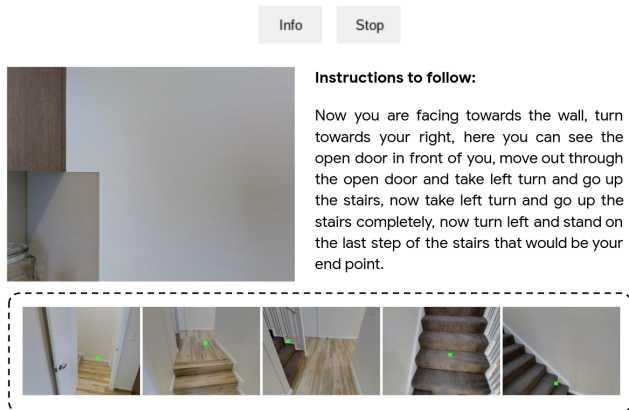 Info Stop
Instructions to follow:
Now you are facing towards the wall, turn
towards your right, here you can see the
open door in front of you, move out through
the open door and take left turn and go up
the stairs, now take left turn and go up the
stairs completely, now turn left and stand on
the last step of the stairs that would be your
end point.